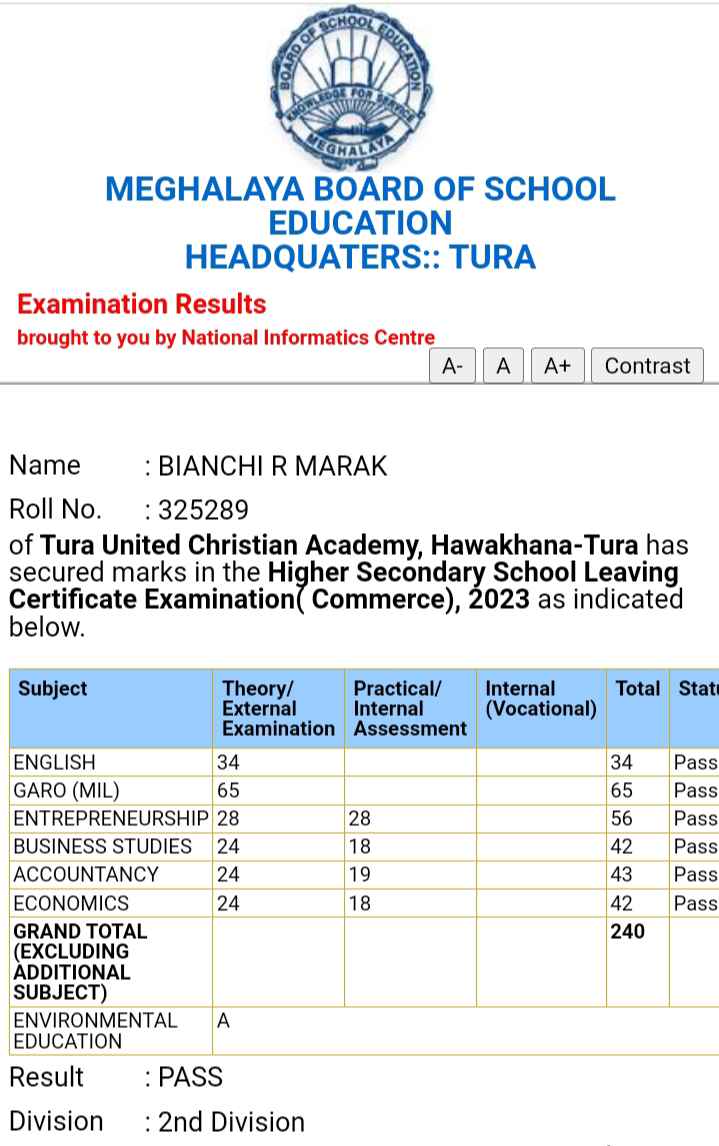 BOARD OF SCHOOL EDUCATION
KNOWLEDGE FOR SERVICE
MEGHALAYA
MEGHALAYA BOARD OF SCHOOL
EDUCATION
HEADQUATERS:: TURA
Examination Results
brought to you by National Informatics Centre
A- A A+ Contrast
Name : BIANCHI R MARAK
Roll No. : 325289
of Tura United Christian Academy, Hawakhana-Tura has
secured marks in the Higher Secondary School Leaving
Certificate Examination( Commerce), 2023 as indicated
below.
Subject Theory/ Practical/ Internal Total Stat
External Internal (Vocational)
Examination Assessment
ENGLISH 34 34 Pass
GARO (MIL) 65 65 Pass
ENTREPRENEURSHIP 28 28 56 Pass
BUSINESS STUDIES 24 18 42 Pass
ACCOUNTANCY 24 19 43 Pass
ECONOMICS 24 18 42 Pass
GRAND TOTAL 240
(EXCLUDING
ADDITIONAL
SUBJECT)
ENVIRONMENTAL A
EDUCATION
Result : PASS
Division : 2nd Division